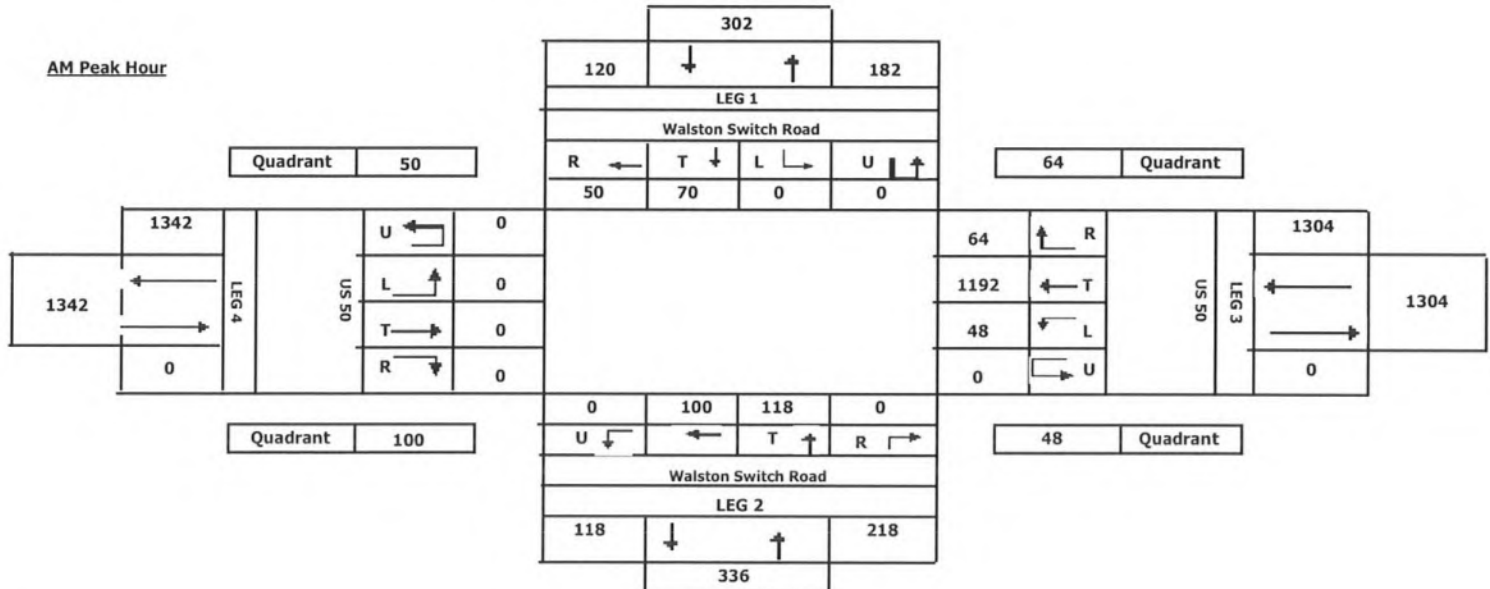 302
AM Peak Hour
120 182
LEG 1
Walston Switch Road
Quadrant 50
R T L U
64 Quadrant
50 70 0 0
1342 U 0
64 R 1304
L 0
1192 T
1342 LEG 4 US 50
US 50 LEG 3 1304
T 0
48 L
0 R 0
0 U 0
0 100 118 0
Quadrant 100
U T R
48 Quadrant
Walston Switch Road
LEG 2
118 218
336